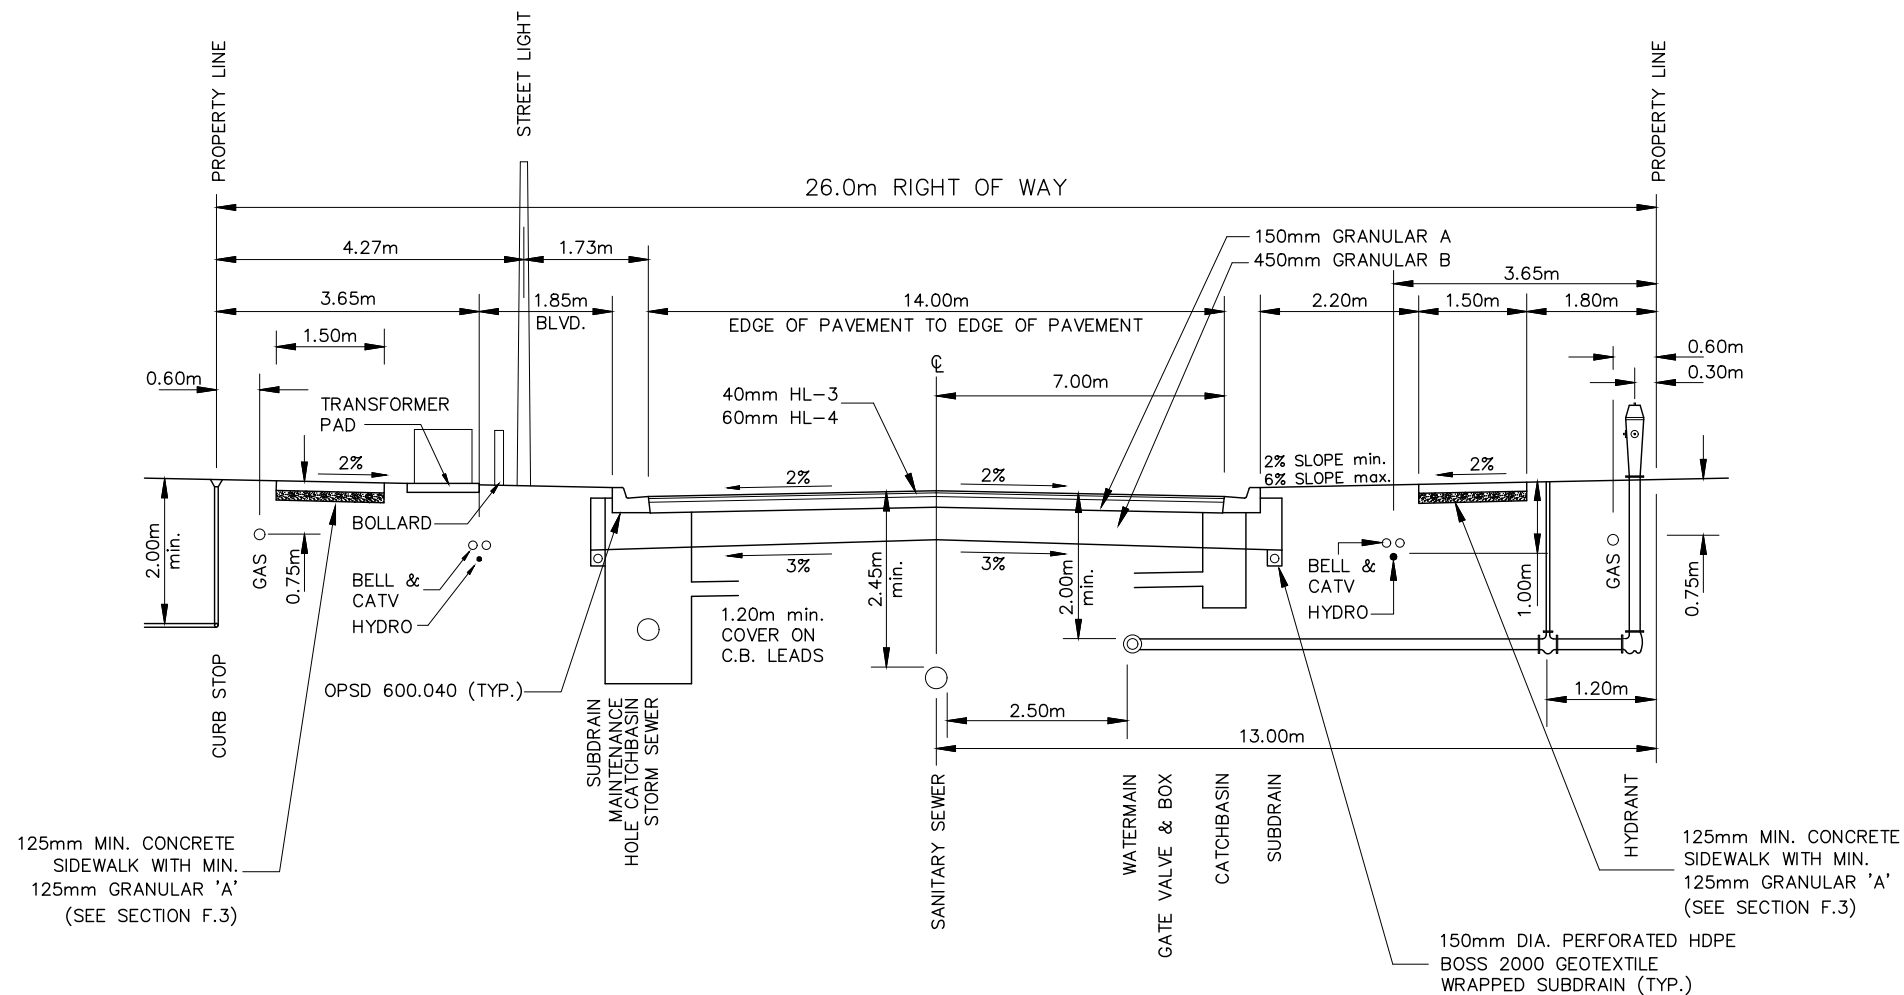 PROPERTY LINE
STREET LIGHT
PROPERTY LINE
26.0m RIGHT OF WAY
4.27m
1.73m
150mm GRANULAR A
450mm GRANULAR B
3.65m
3.65m
1.85m
BLVD.
14.00m
EDGE OF PAVEMENT TO EDGE OF PAVEMENT
2.20m
1.50m
1.80m
1.50m
0.60m
℄
7.00m
0.60m
0.30m
TRANSFORMER
PAD
40mm HL-3
60mm HL-4
2%
2%
2%
2% SLOPE min.
6% SLOPE max.
2%
2.00m
min.
GAS
0.75m
BOLLARD
BELL &
CATV
HYDRO
3%
3%
2.45m
min.
2.00m
min.
1.20m min.
COVER ON
C.B. LEADS
BELL &
CATV
HYDRO
1.00m
GAS
0.75m
OPSD 600.040 (TYP.)
CURB STOP
SUBDRAIN
MAINTENANCE
HOLE CATCHBASIN
STORM SEWER
2.50m
1.20m
13.00m
SANITARY SEWER
WATERMAIN
GATE VALVE & BOX
CATCHBASIN
SUBDRAIN
HYDRANT
125mm MIN. CONCRETE
SIDEWALK WITH MIN.
125mm GRANULAR 'A'
(SEE SECTION F.3)
125mm MIN. CONCRETE
SIDEWALK WITH MIN.
125mm GRANULAR 'A'
(SEE SECTION F.3)
150mm DIA. PERFORATED HDPE
BOSS 2000 GEOTEXTILE
WRAPPED SUBDRAIN (TYP.)